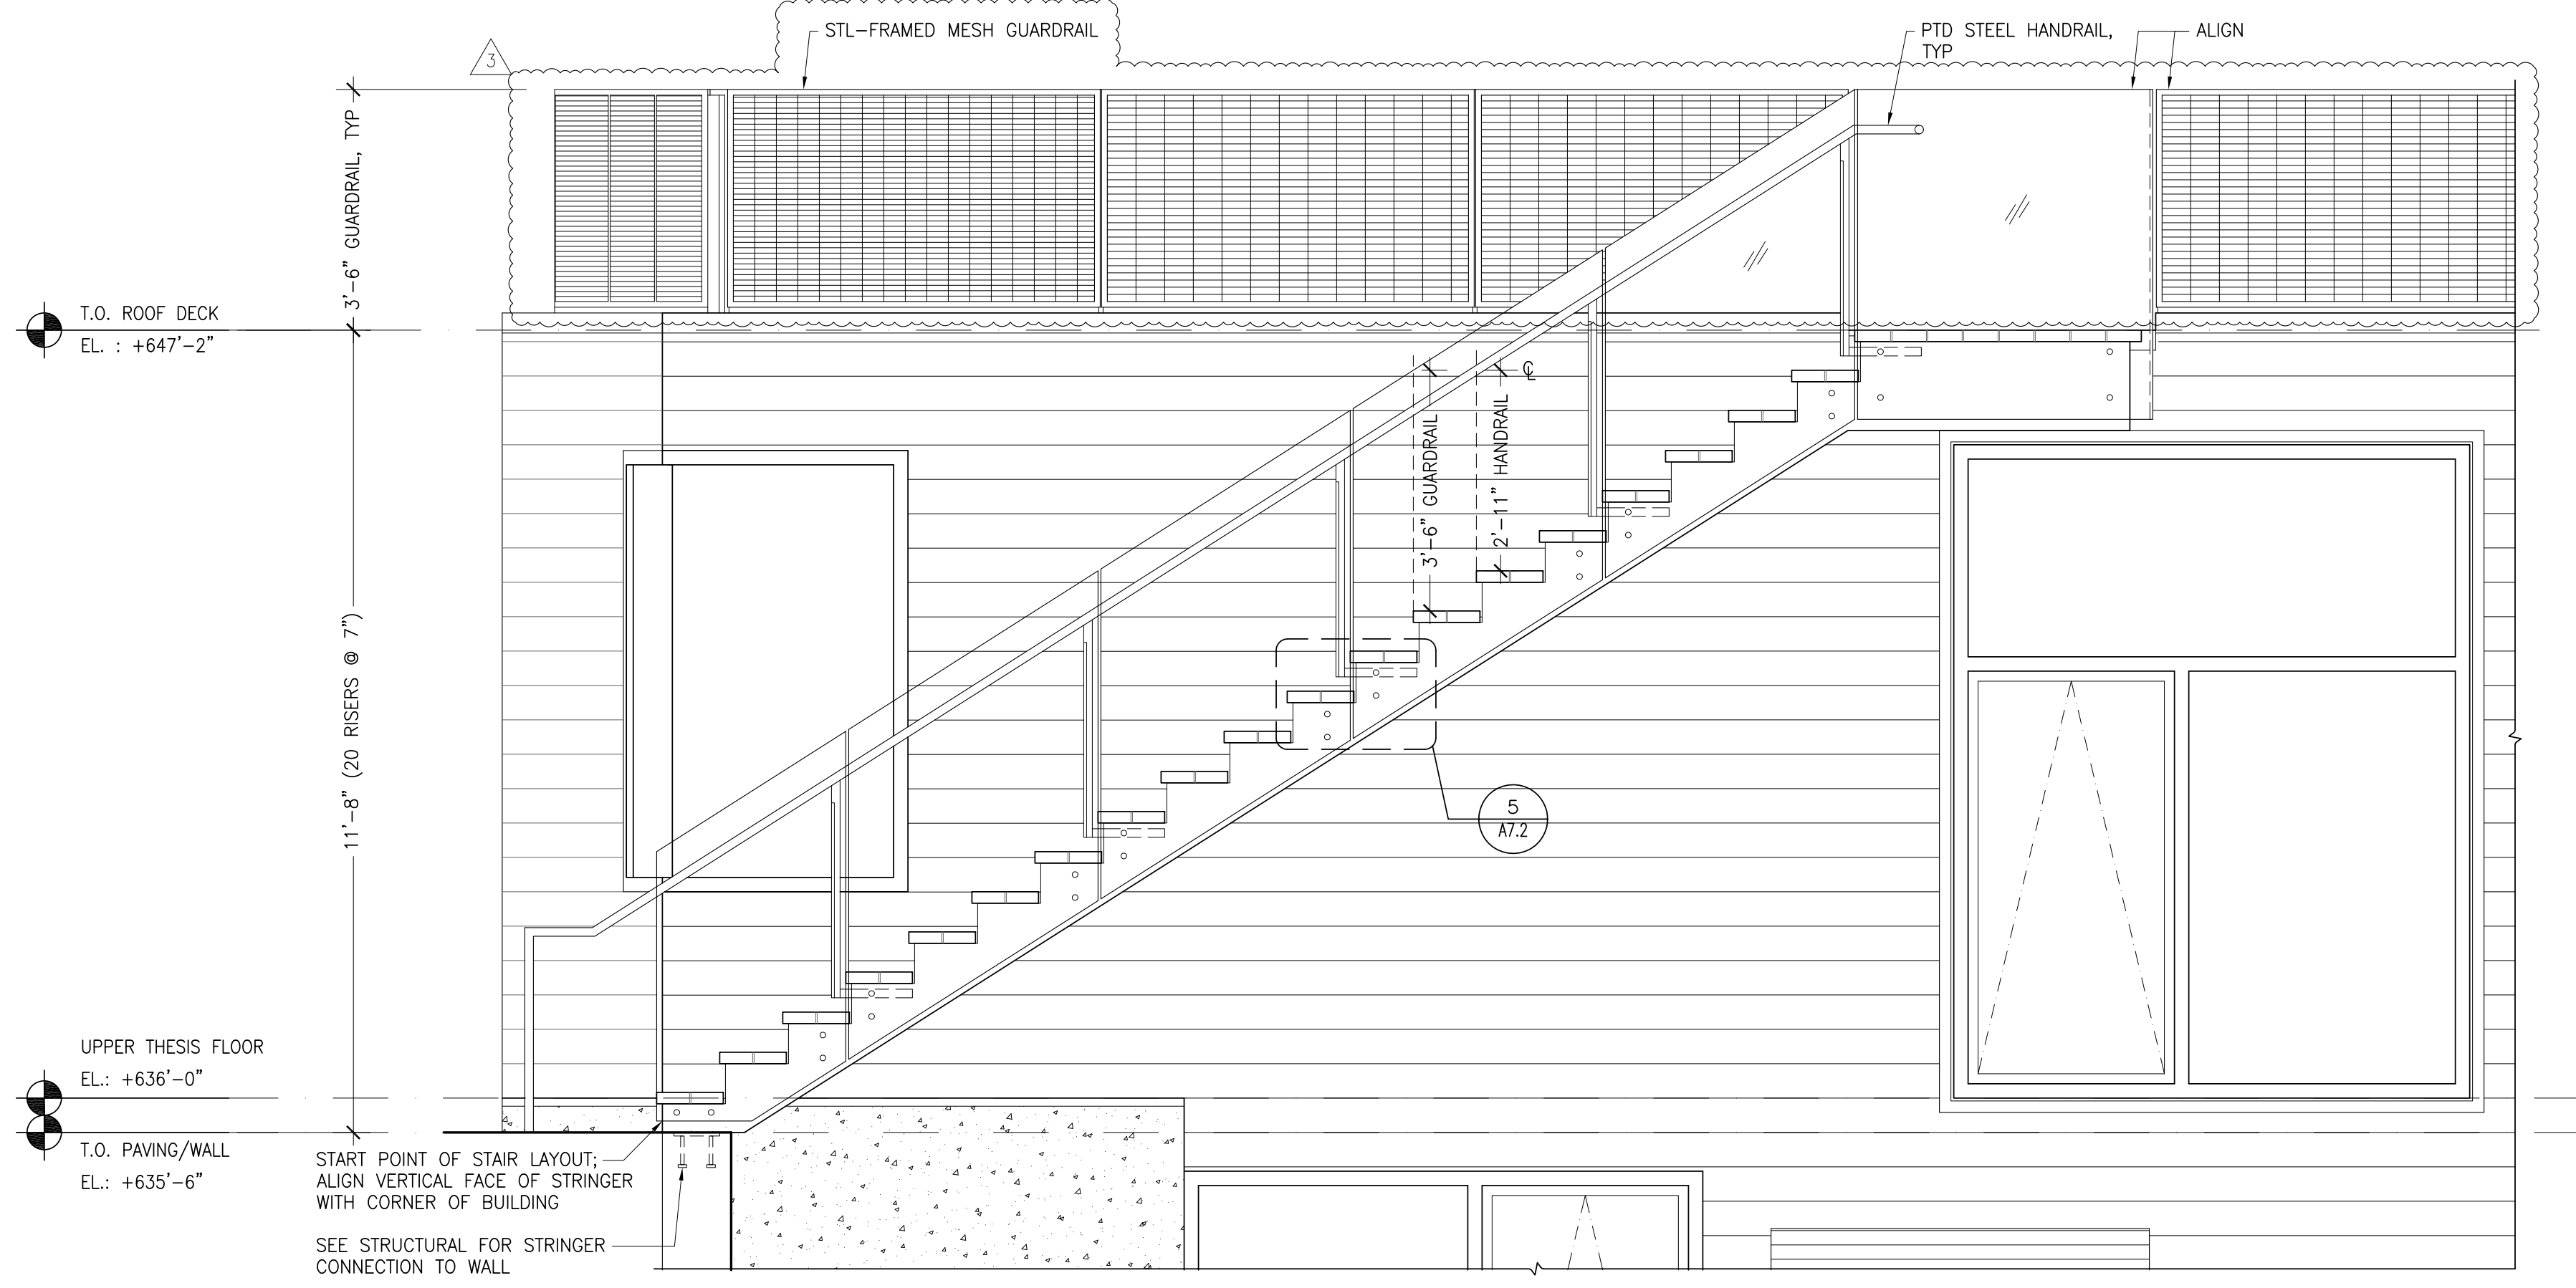 STL-FRAMED MESH GUARDRAIL
PTD STEEL HANDRAIL,
TYP
ALIGN
3
3'-6" GUARDRAIL, TYP
T.O. ROOF DECK
EL. : +647'-2"
3'-6" GUARDRAIL
2'-11" HANDRAIL
℄
11'-8" (20 RISERS @ 7")
5
A7.2
UPPER THESIS FLOOR
EL.: +636'-0"
T.O. PAVING/WALL
EL.: +635'-6"
START POINT OF STAIR LAYOUT;
ALIGN VERTICAL FACE OF STRINGER
WITH CORNER OF BUILDING
SEE STRUCTURAL FOR STRINGER
CONNECTION TO WALL